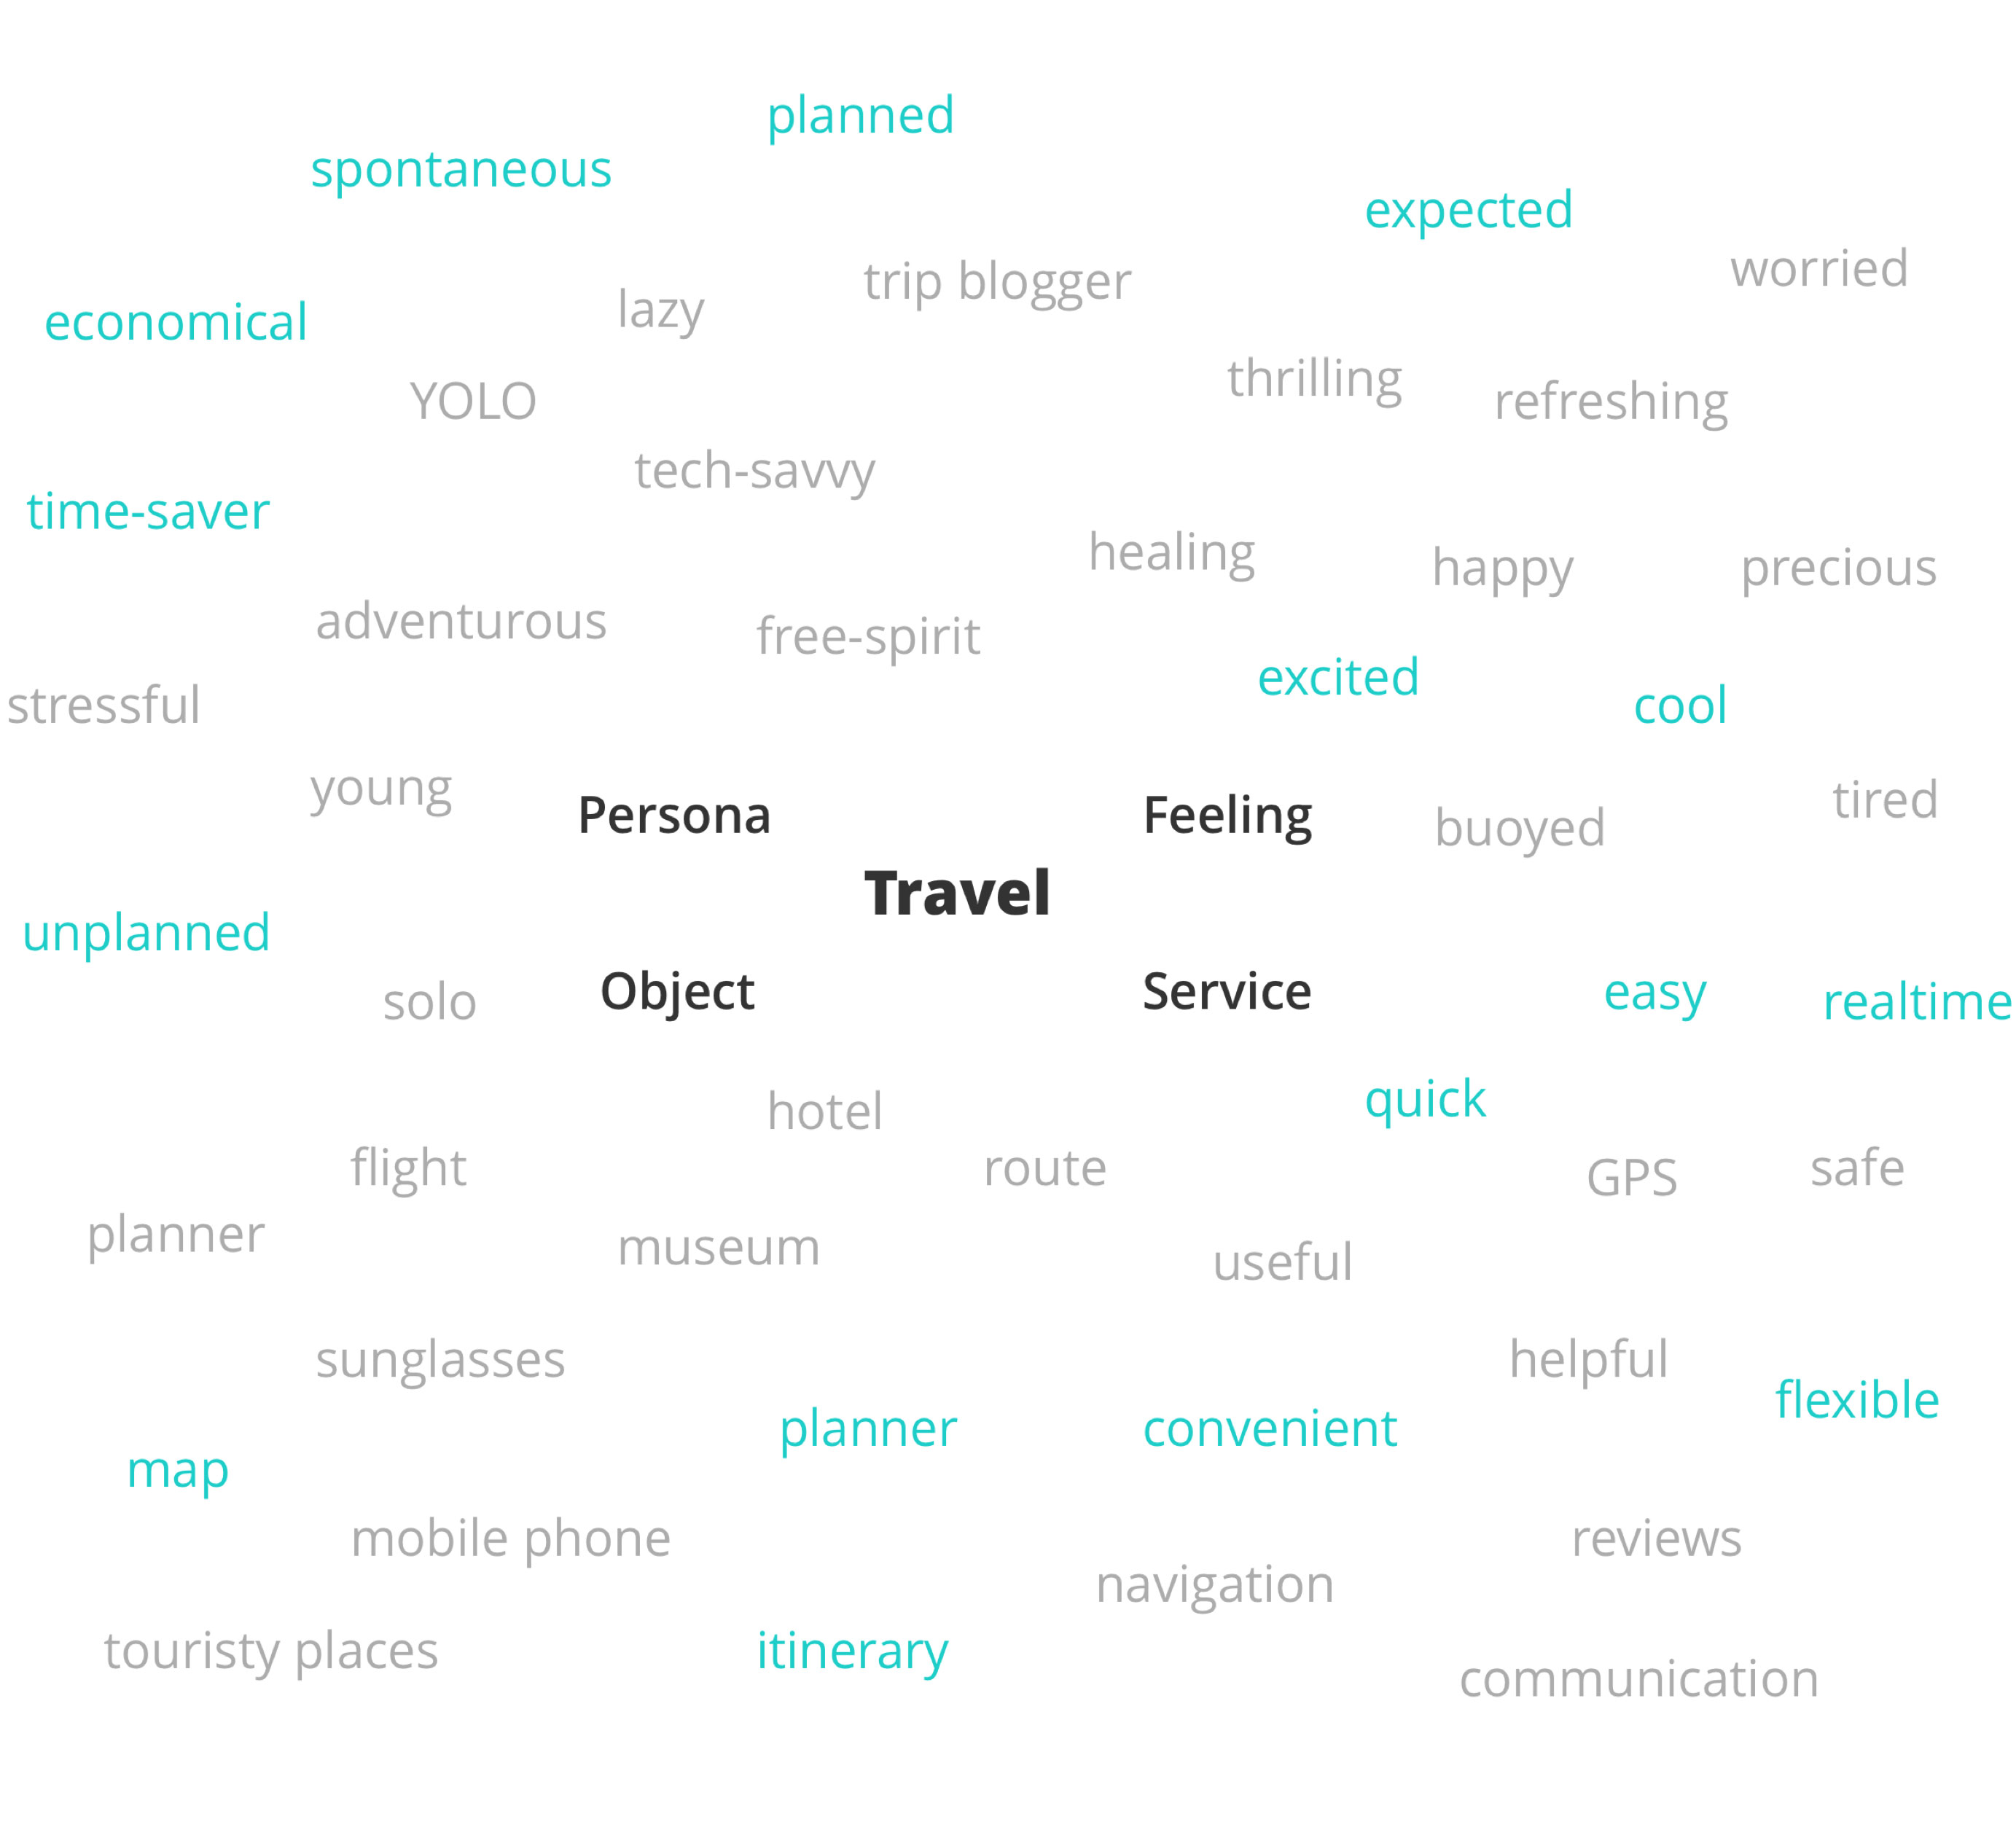 planned
spontaneous
expected
worried
trip blogger
lazy
economical
thrilling
YOLO
refreshing
tech-savvy
time-saver
healing
happy
precious
adventurous
free-spirit
excited
stressful
cool
young
Persona
Feeling
tired
buoyed
Travel
unplanned
solo
Object
Service
easy
realtime
hotel
quick
flight
route
GPS
safe
planner
museum
useful
sunglasses
helpful
flexible
planner
convenient
map
mobile phone
reviews
navigation
touristy places
itinerary
communication